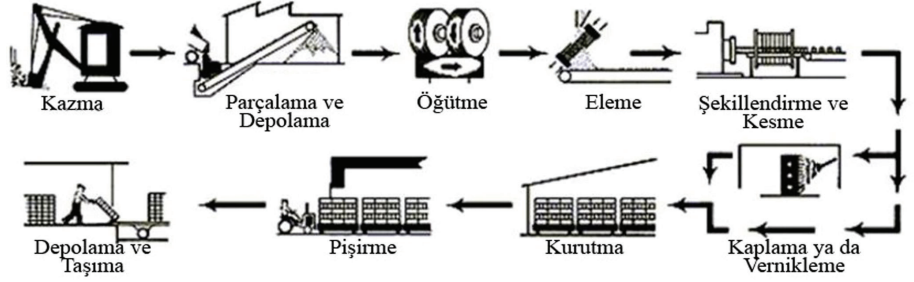 Kazma
Parçalama ve
Depolama
Öğütme
Eleme
Şekillendirme ve
Kesme
Kaplama ya da
Vernikleme
Kurutma
Pişirme
Depolama ve
Taşıma